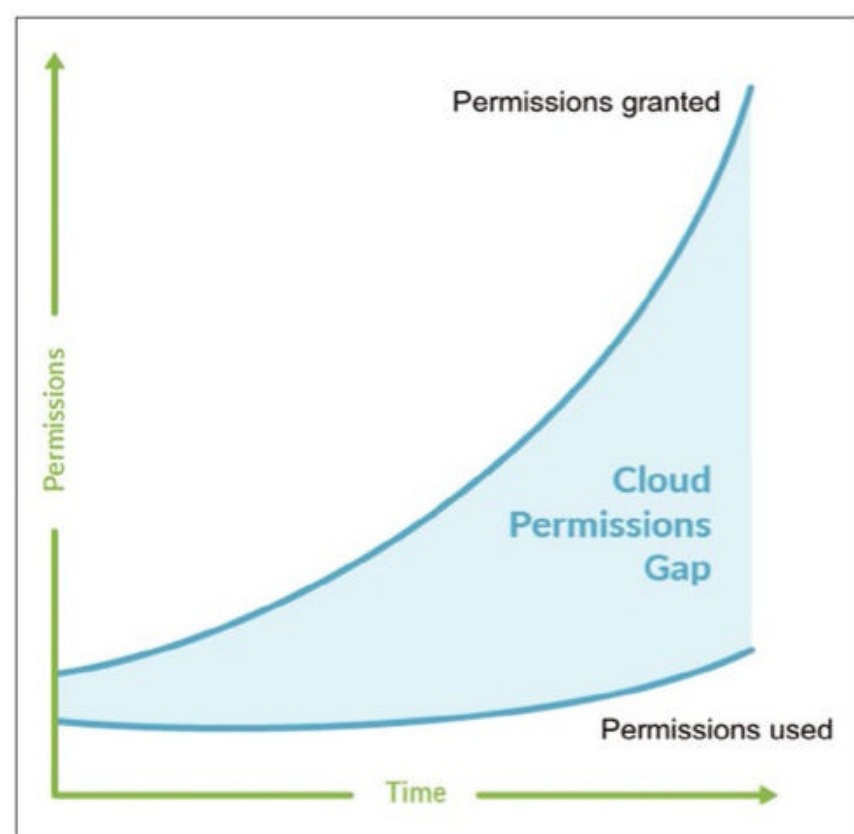 Permissions granted
Permissions
Cloud
Permissions
Gap
Permissions used
Time